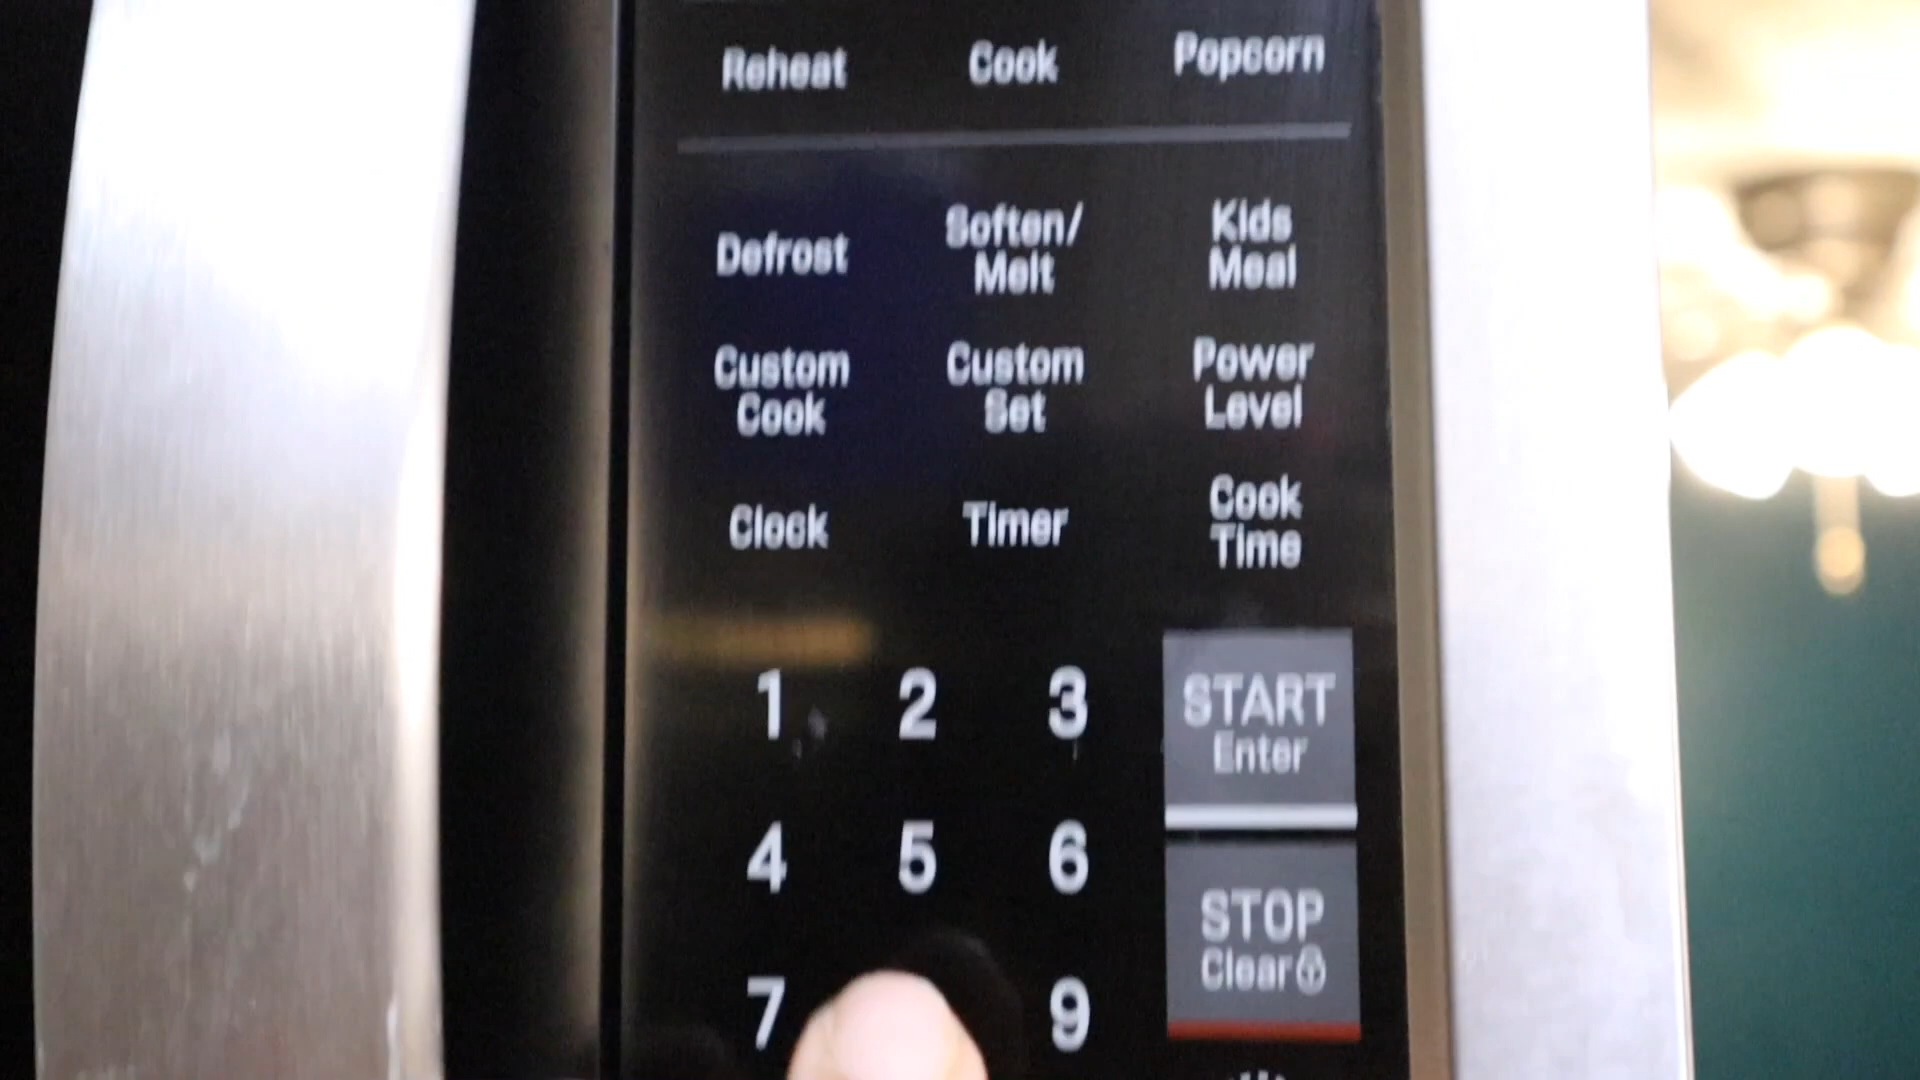 Reheat Cook Popcorn
Defrost Soften/ Melt Kids Meal
Custom Cook Custom Set Power Level
Clock Timer Cook Time
1 2 3 START Enter
4 5 6 STOP Clear
7 9